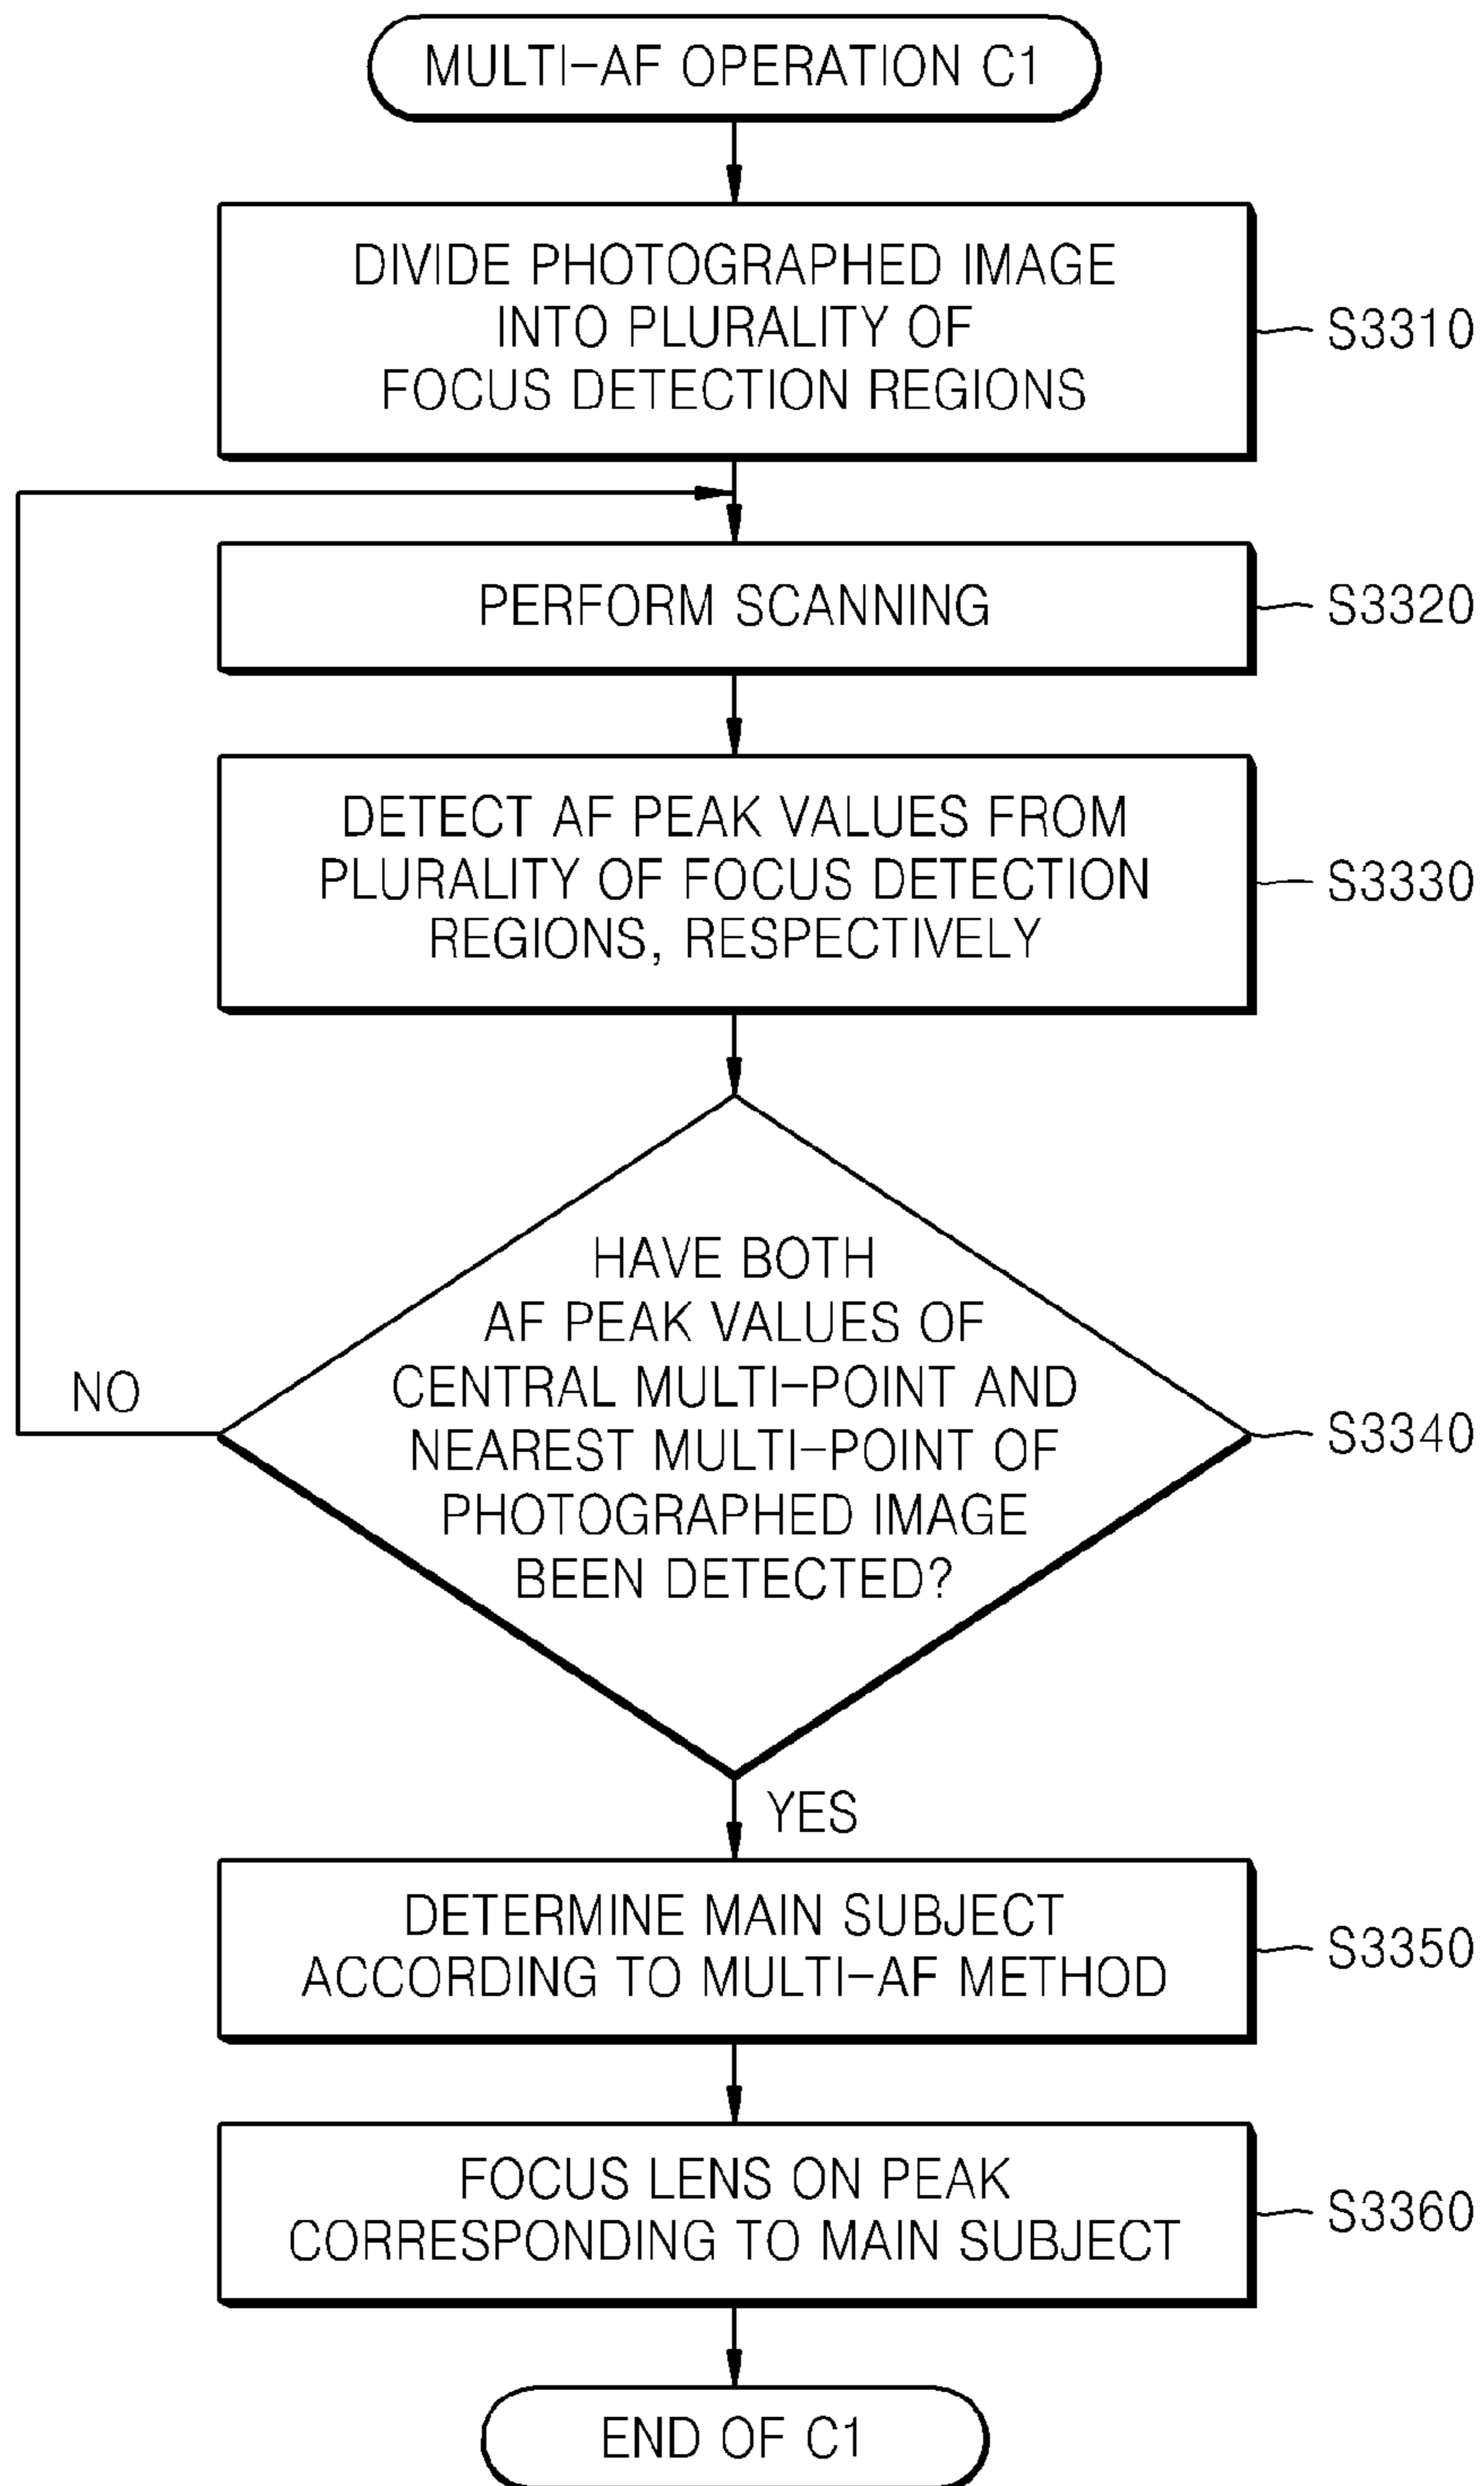 MULTI-AF OPERATION C1
DIVIDE PHOTOGRAPHED IMAGE
INTO PLURALITY OF
FOCUS DETECTION REGIONS
S3310
PERFORM SCANNING
S3320
DETECT AF PEAK VALUES FROM
PLURALITY OF FOCUS DETECTION
REGIONS, RESPECTIVELY
S3330
HAVE BOTH
AF PEAK VALUES OF
CENTRAL MULTI-POINT AND
NEAREST MULTI-POINT OF
PHOTOGRAPHED IMAGE
BEEN DETECTED?
NO
S3340
YES
DETERMINE MAIN SUBJECT
ACCORDING TO MULTI-AF METHOD
S3350
FOCUS LENS ON PEAK
CORRESPONDING TO MAIN SUBJECT
S3360
END OF C1